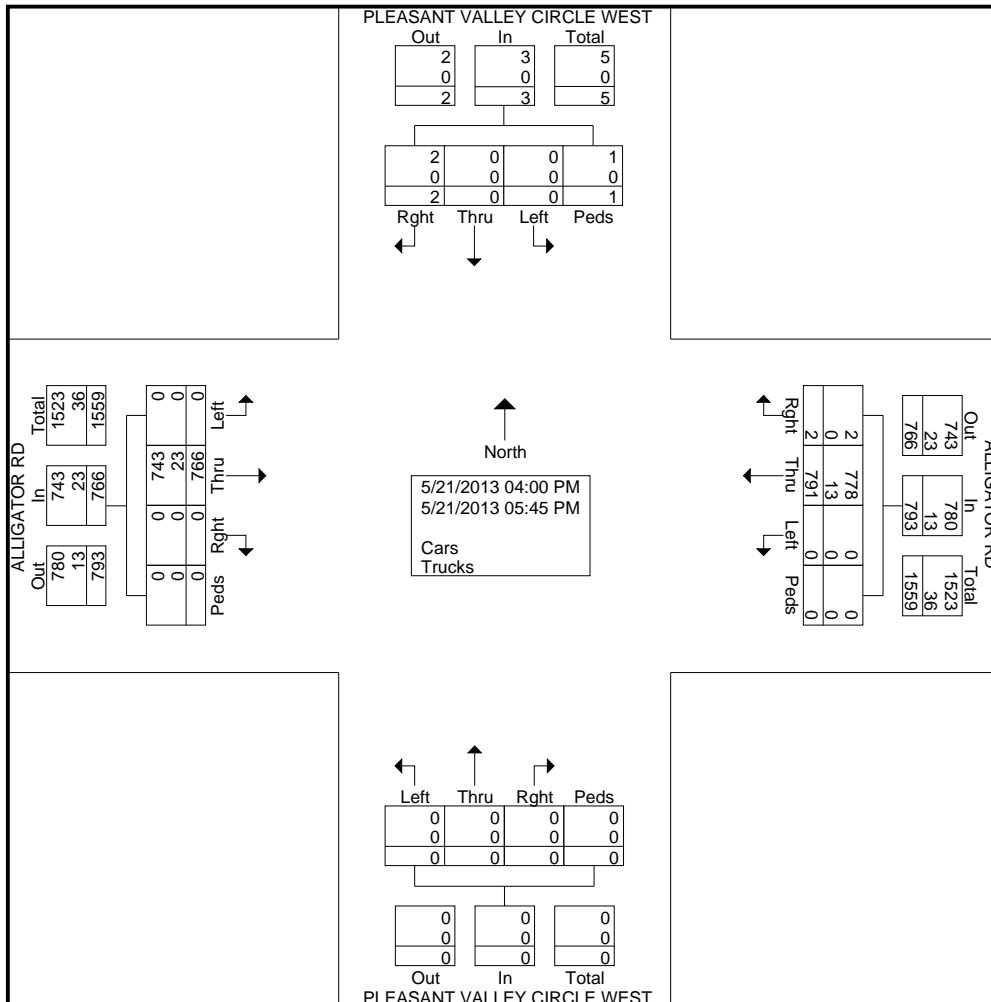 PLEASANT VALLEY CIRCLE WEST
Out In Total
2 3 5
0 0 0
2 3 5
2 0 0 1
0 0 0 0
2 0 0 1
Rght Thru Left Peds
ALLIGATOR RD
Total In Out
1523 743 780
36 23 13
1559 766 793
0 743 0 0
0 23 0 0
0 766 0 0
Left Thru Rght Peds
North
5/21/2013 04:00 PM
5/21/2013 05:45 PM
Cars
Trucks
Rght Thru Left Peds
2 778 0 0
0 13 0 0
2 791 0 0
Out In Total
743 780 1523
23 13 36
766 793 1559
ALLIGATOR RD
Left Thru Rght Peds
0 0 0 0
0 0 0 0
0 0 0 0
0 0 0
0 0 0
0 0 0
Out In Total
PLEASANT VALLEY CIRCLE WEST